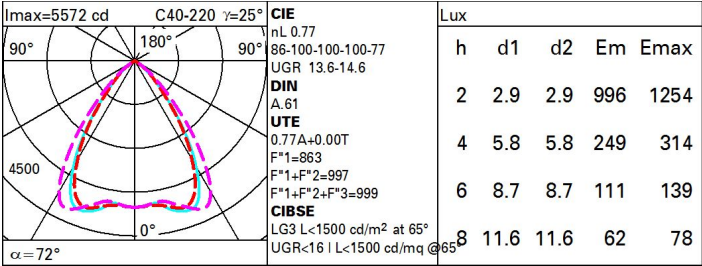 Imax=5572 cd C40-220 γ=25°
90° 180° 90°
4500
0°
α=72°
CIE
nL 0.77
86-100-100-100-77
UGR 13.6-14.6
DIN
A.61
UTE
0.77A+0.00T
F"1=863
F"1+F"2=997
F"1+F"2+F"3=999
CIBSE
LG3 L<1500 cd/m² at 65°
UGR<16 | L<1500 cd/mq @65°
Lux
h d1 d2 Em Emax
2 2.9 2.9 996 1254
4 5.8 5.8 249 314
6 8.7 8.7 111 139
8 11.6 11.6 62 78